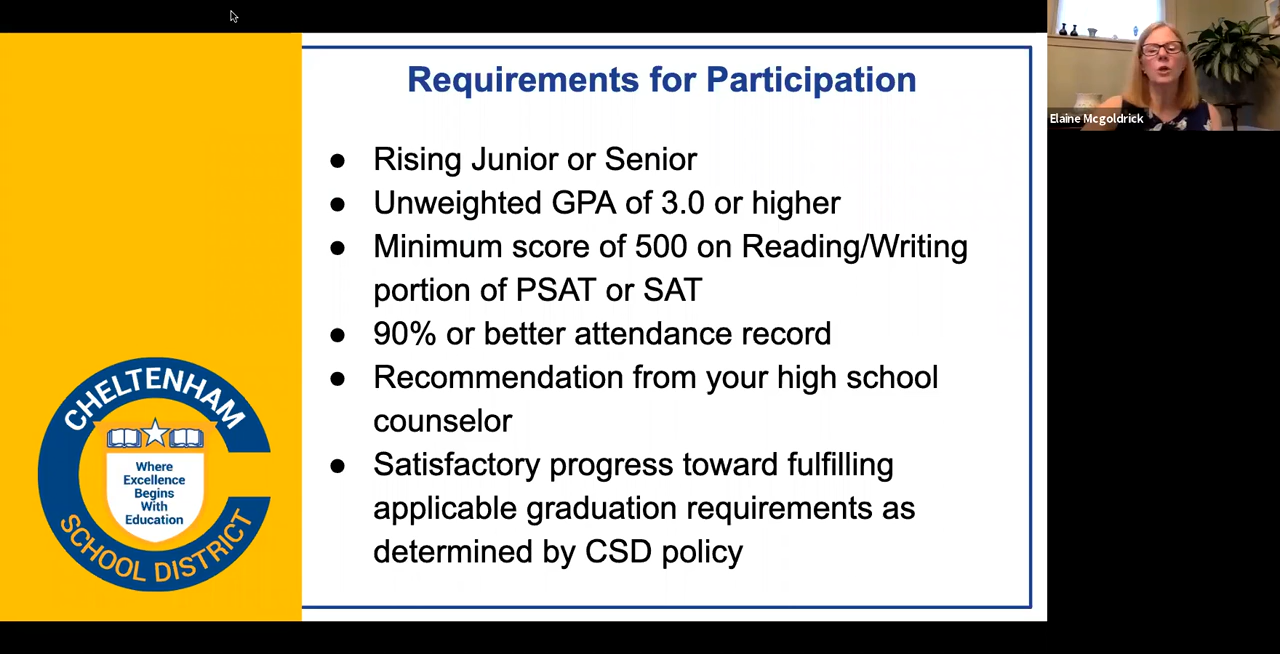 Requirements for Participation
● Rising Junior or Senior
● Unweighted GPA of 3.0 or higher
● Minimum score of 500 on Reading/Writing
portion of PSAT or SAT
● 90% or better attendance record
● Recommendation from your high school
counselor
● Satisfactory progress toward fulfilling
applicable graduation requirements as
determined by CSD policy
CHELTENHAM
Where
Excellence
Begins
With
Education
SCHOOL DISTRICT
Elaine Mcgoldrick